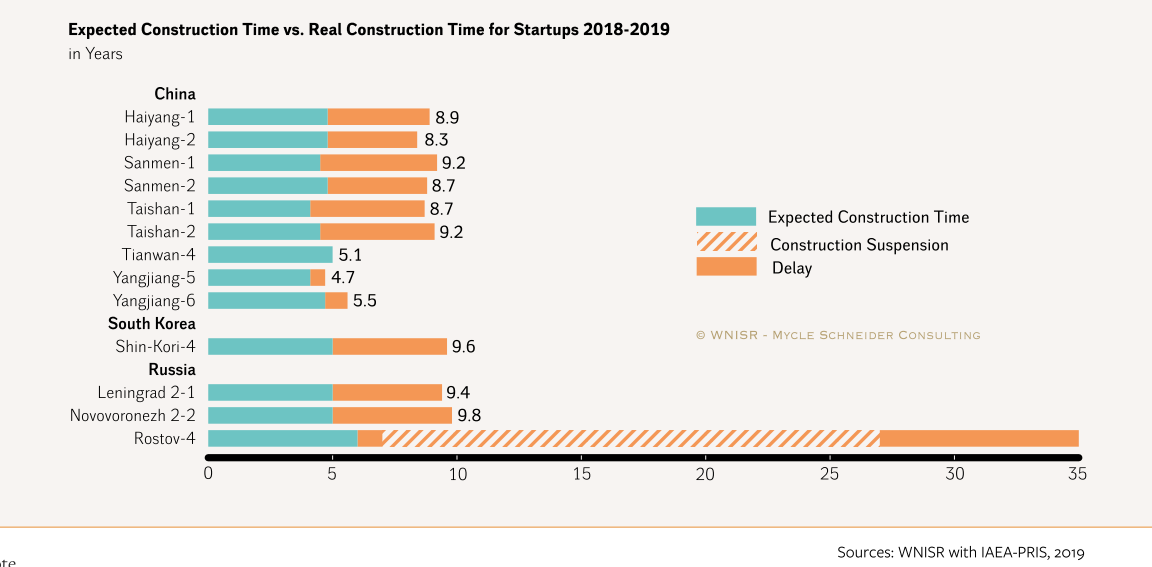 Expected Construction Time vs. Real Construction Time for Startups 2018-2019
in Years
China
Haiyang-1 8.9
Haiyang-2 8.3
Sanmen-1 9.2
Sanmen-2 8.7
Taishan-1 8.7
Taishan-2 9.2
Tianwan-4 5.1
Yangjiang-5 4.7
Yangjiang-6 5.5
South Korea
Shin-Kori-4 9.6
Russia
Leningrad 2-1 9.4
Novovoronezh 2-2 9.8
Rostov-4
0 5 10 15 20 25 30 35
Expected Construction Time
Construction Suspension
Delay
© WNISR - Mycle Schneider Consulting
Sources: WNISR with IAEA-PRIS, 2019